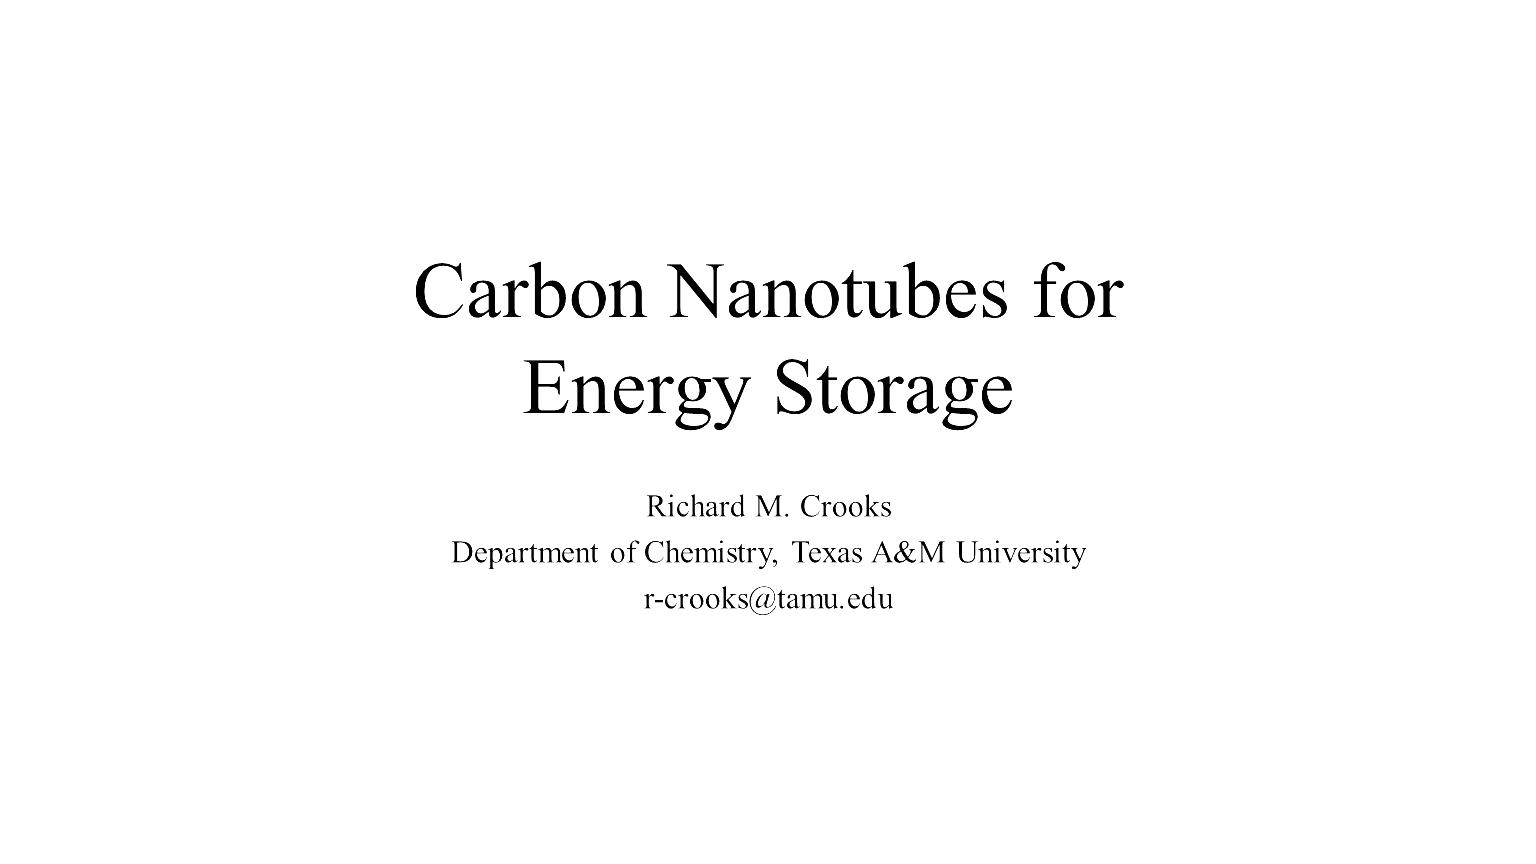 Carbon Nanotubes for
Energy Storage
Richard M. Crooks
Department of Chemistry, Texas A&M University
r-crooks@tamu.edu